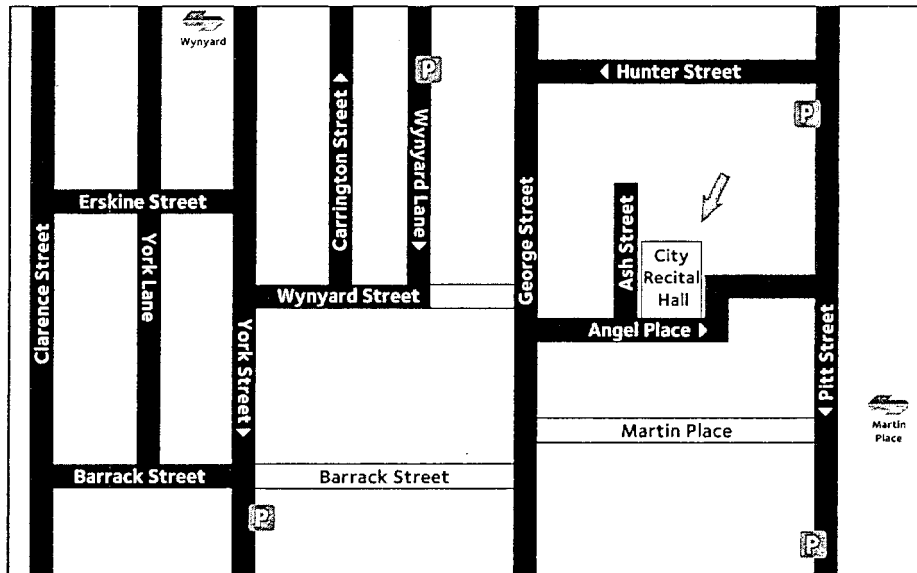 Wynyard
P
Hunter Street
P
Carrington Street
Wynyard Lane
Erskine Street
Ash Street
City
Recital
Hall
George Street
Clarence Street
York Lane
Wynyard Street
York Street
Angel Place
Pitt Street
Martin Place
Martin
Place
Barrack Street
Barrack Street
P
P